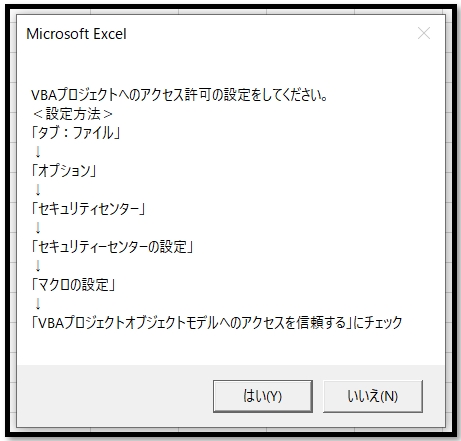 Microsoft Excel
VBAプロジェクトへのアクセス許可の設定をしてください。
＜設定方法＞
「タブ：ファイル」
↓
「オプション」
↓
「セキュリティセンター」
↓
「セキュリティーセンターの設定」
↓
「マクロの設定」
↓
「VBAプロジェクトオブジェクトモデルへのアクセスを信頼する」にチェック
はい(Y)
いいえ(N)